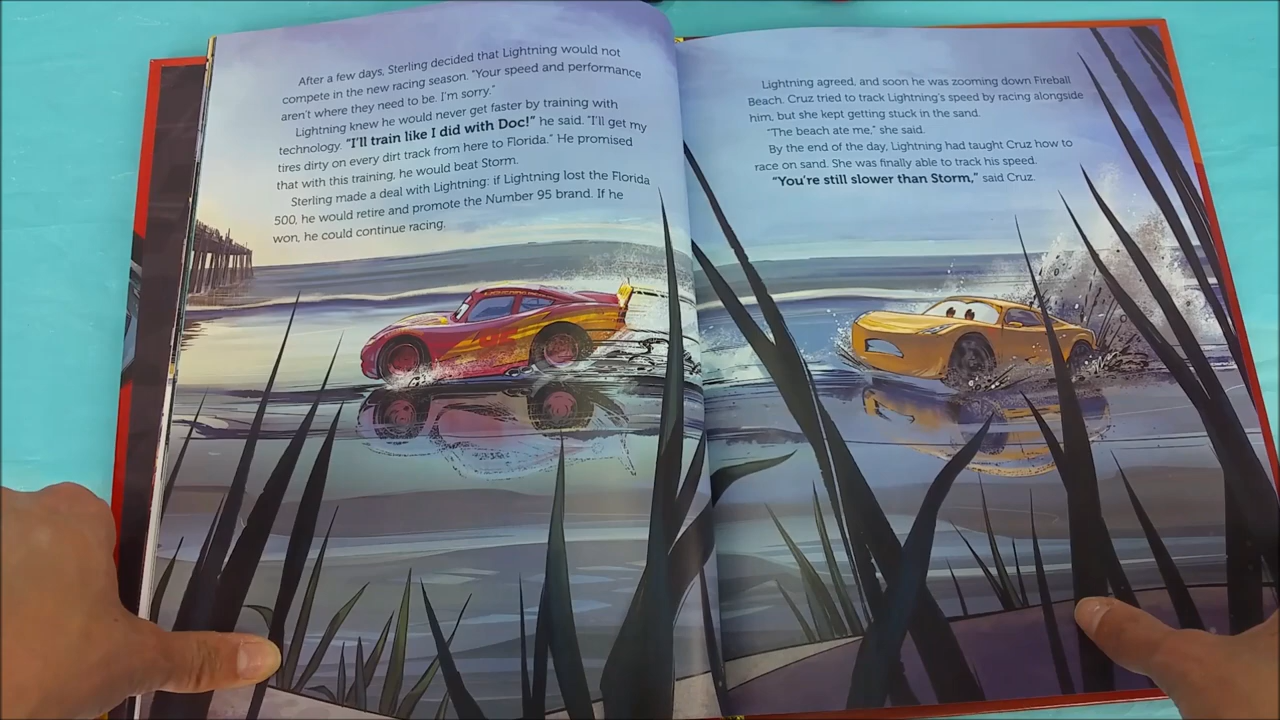 After a few days, Sterling decided that Lightning would not
compete in the new racing season. "Your speed and performance
aren't where they need to be. I'm sorry."
Lightning knew he would never get faster by training with
technology. "I'll train like I did with Doc!" he said. "I'll get my
tires dirty on every dirt track from here to Florida." He promised
that with this training, he would beat Storm.
Sterling made a deal with Lightning: if Lightning lost the Florida
500, he would retire and promote the Number 95 brand. If he
won, he could continue racing.
Lightning agreed, and soon he was zooming down Fireball
Beach. Cruz tried to track Lightning's speed by racing alongside
him, but she kept getting stuck in the sand.
"The beach ate me," she said.
By the end of the day, Lightning had taught Cruz how to
race on sand. She was finally able to track his speed.
"You're still slower than Storm," said Cruz.